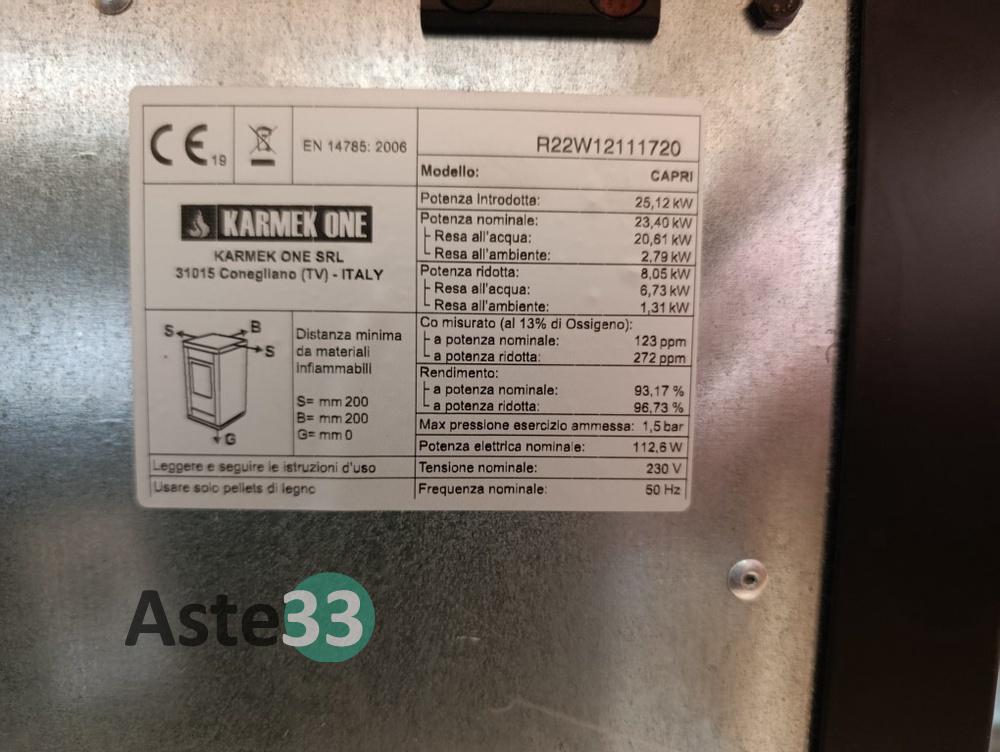 CE 19
EN 14785: 2006
KARMEK ONE
KARMEK ONE SRL
31015 Conegliano (TV) - ITALY
S
B
S
G
Distanza minima
da materiali
infiammabili
S= mm 200
B= mm 200
G= mm 0
Leggere e seguire le istruzioni d'uso
Usare solo pellets di legno
R22W12111720
Modello: CAPRI
Potenza Introdotta: 25,12 kW
Potenza nominale: 23,40 kW
Resa all'acqua: 20,61 kW
Resa all'ambiente: 2,79 kW
Potenza ridotta: 8,05 kW
Resa all'acqua: 6,73 kW
Resa all'ambiente: 1,31 kW
Co misurato (al 13% di Ossigeno):
a potenza nominale: 123 ppm
a potenza ridotta: 272 ppm
Rendimento:
a potenza nominale: 93,17 %
a potenza ridotta: 96,73 %
Max pressione esercizio ammessa: 1,5 bar
Potenza elettrica nominale: 112,6 W
Tensione nominale: 230 V
Frequenza nominale: 50 Hz
Aste33